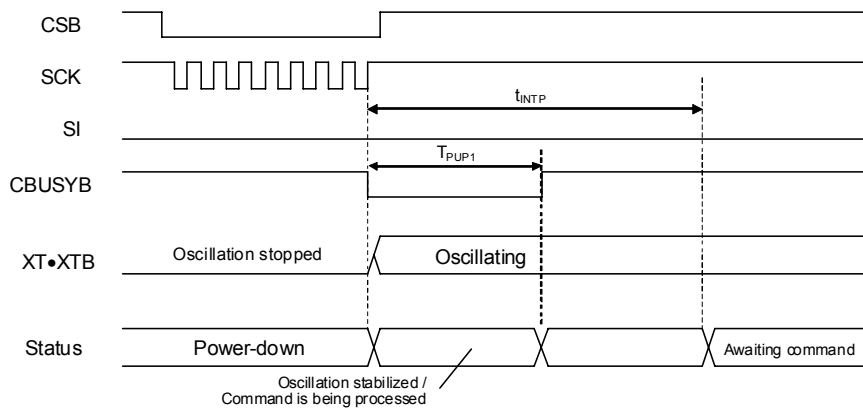 CSB
SCK
tINTP
SI
TPUP1
CBUSYB
XT•XTB
Oscillation stopped
Oscillating
Status
Power-down
Awaiting command
Oscillation stabilized /
Command is being processed